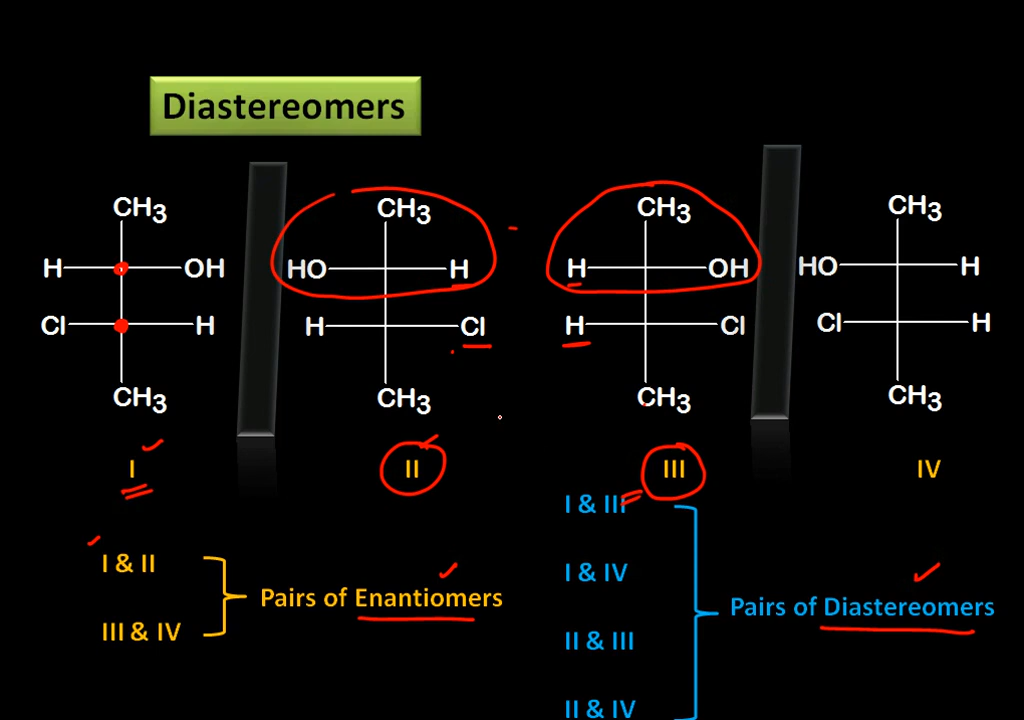 Diastereomers
CH3 CH3 CH3 CH3
H OH HO H H OH HO H
Cl H H Cl H Cl Cl H
CH3 CH3 CH3 CH3
I II III IV
I & III
I & II
I & IV
Pairs of Enantiomers
Pairs of Diastereomers
III & IV
II & III
II & IV